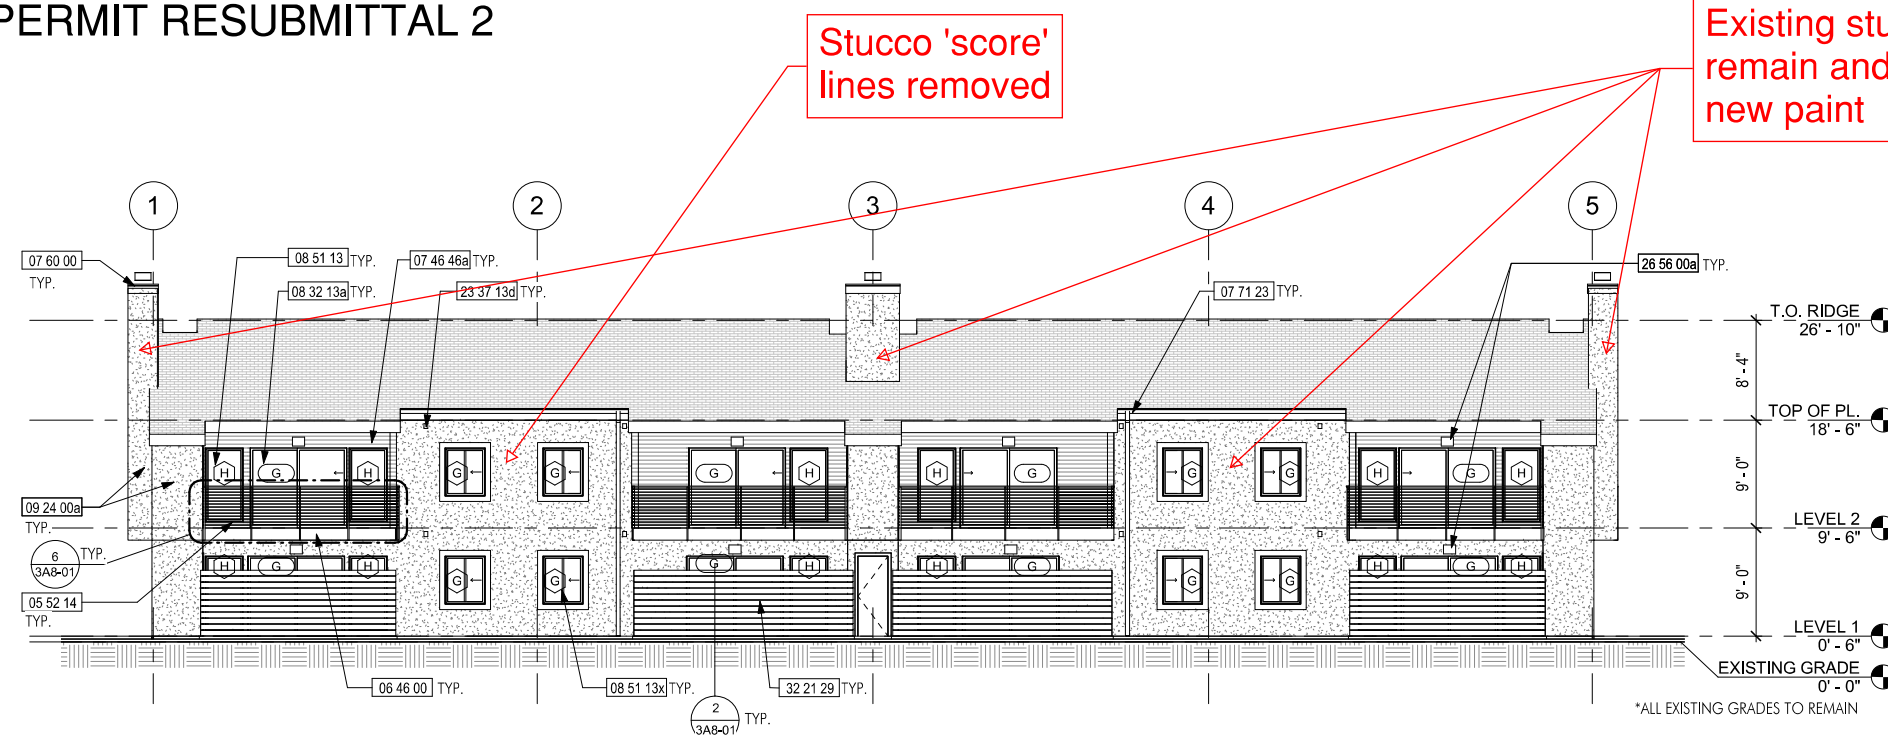 PERMIT RESUBMITTAL 2
Stucco 'score'
lines removed
Existing stu
remain and
new paint
1
2
3
4
5
07 60 00
TYP.
08 51 13 TYP.
08 32 13a TYP.
07 46 46a TYP.
23 37 13d TYP.
07 71 23 TYP.
26 56 00a TYP.
T.O. RIDGE
26' - 10"
8' - 4"
TOP OF PL.
18' - 6"
9' - 0"
LEVEL 2
9' - 6"
9' - 0"
LEVEL 1
0' - 6"
EXISTING GRADE
0' - 0"
*ALL EXISTING GRADES TO REMAIN
H G H G G G H H G H G G
09 24 00a
TYP.
6
3A8-01
TYP.
05 52 14
TYP.
H G H G G G H G G G H G H
06 46 00 TYP.
08 51 13x TYP.
2
3A8-01
TYP.
32 21 29 TYP.